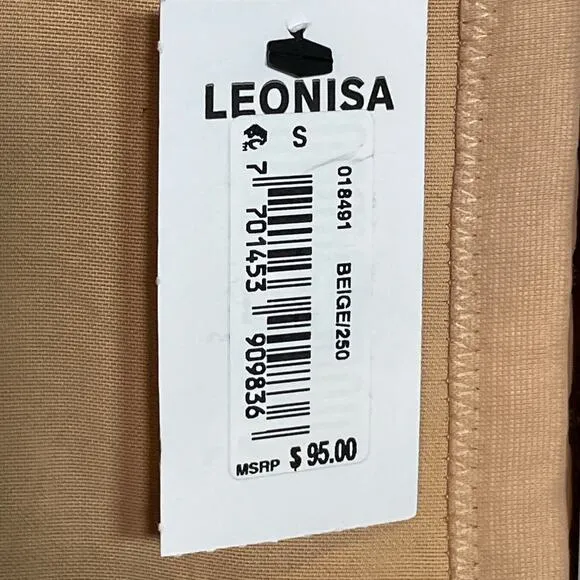 LEONISA
S
018491
BEIGE/250
7 701453 909836
MSRP $ 95.00